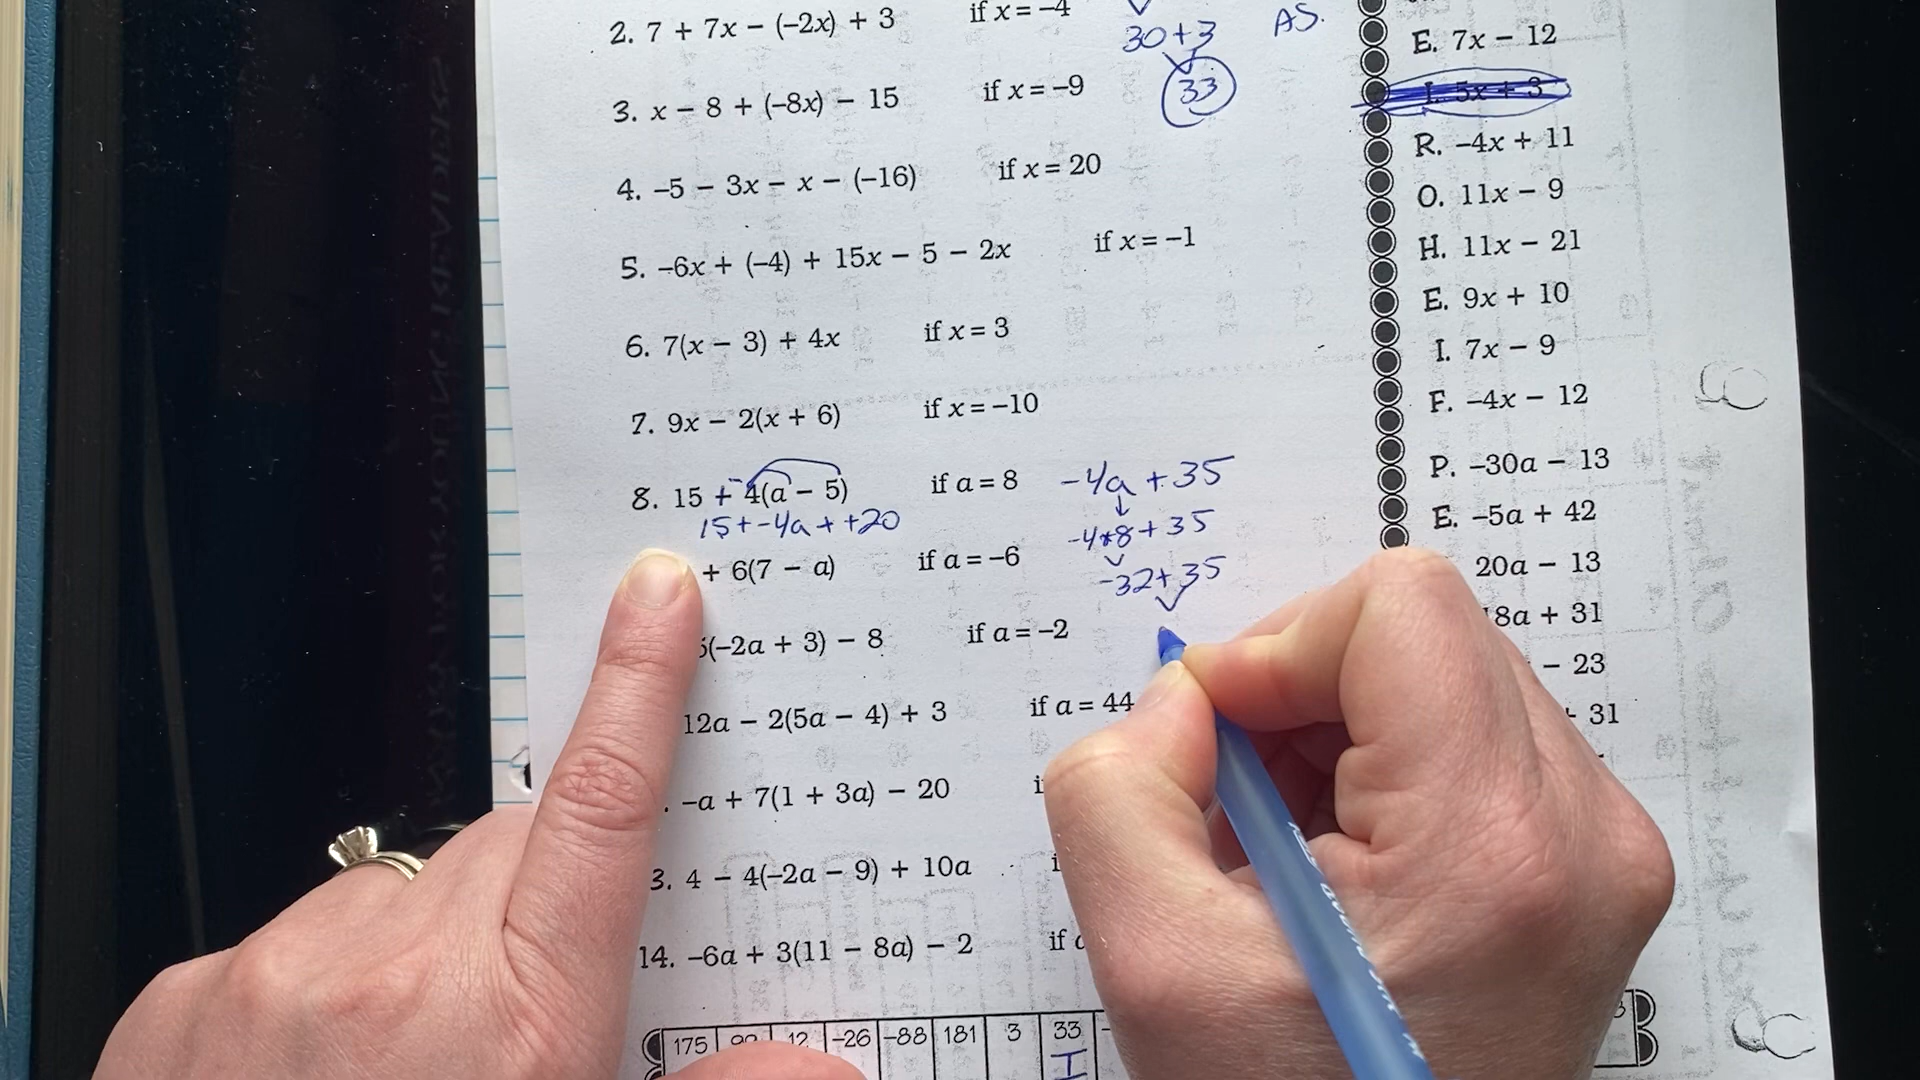 2. 7 + 7x − (−2x) + 3 if x = −4
3. x − 8 + (−8x) − 15 if x = −9
4. −5 − 3x − x − (−16) if x = 20
5. −6x + (−4) + 15x − 5 − 2x if x = −1
6. 7(x − 3) + 4x if x = 3
7. 9x − 2(x + 6) if x = −10
8. 15 + -4(a − 5) if a = 8
15+-4a++20
+ 6(7 − a) if a = −6
5(−2a + 3) − 8 if a = −2
12a − 2(5a − 4) + 3 if a = 44
. −a + 7(1 + 3a) − 20
3. 4 − 4(−2a − 9) + 10a
14. −6a + 3(11 − 8a) − 2 if
30+3
33
AS.
-4a +35
-4*8+35
-32+35
E. 7x − 12
I. 5x + 3
R. −4x + 11
O. 11x − 9
H. 11x − 21
E. 9x + 10
I. 7x − 9
F. −4x − 12
P. −30a − 13
E. −5a + 42
20a − 13
18a + 31
− 23
31
175 12 −26 −88 181 3 33
I